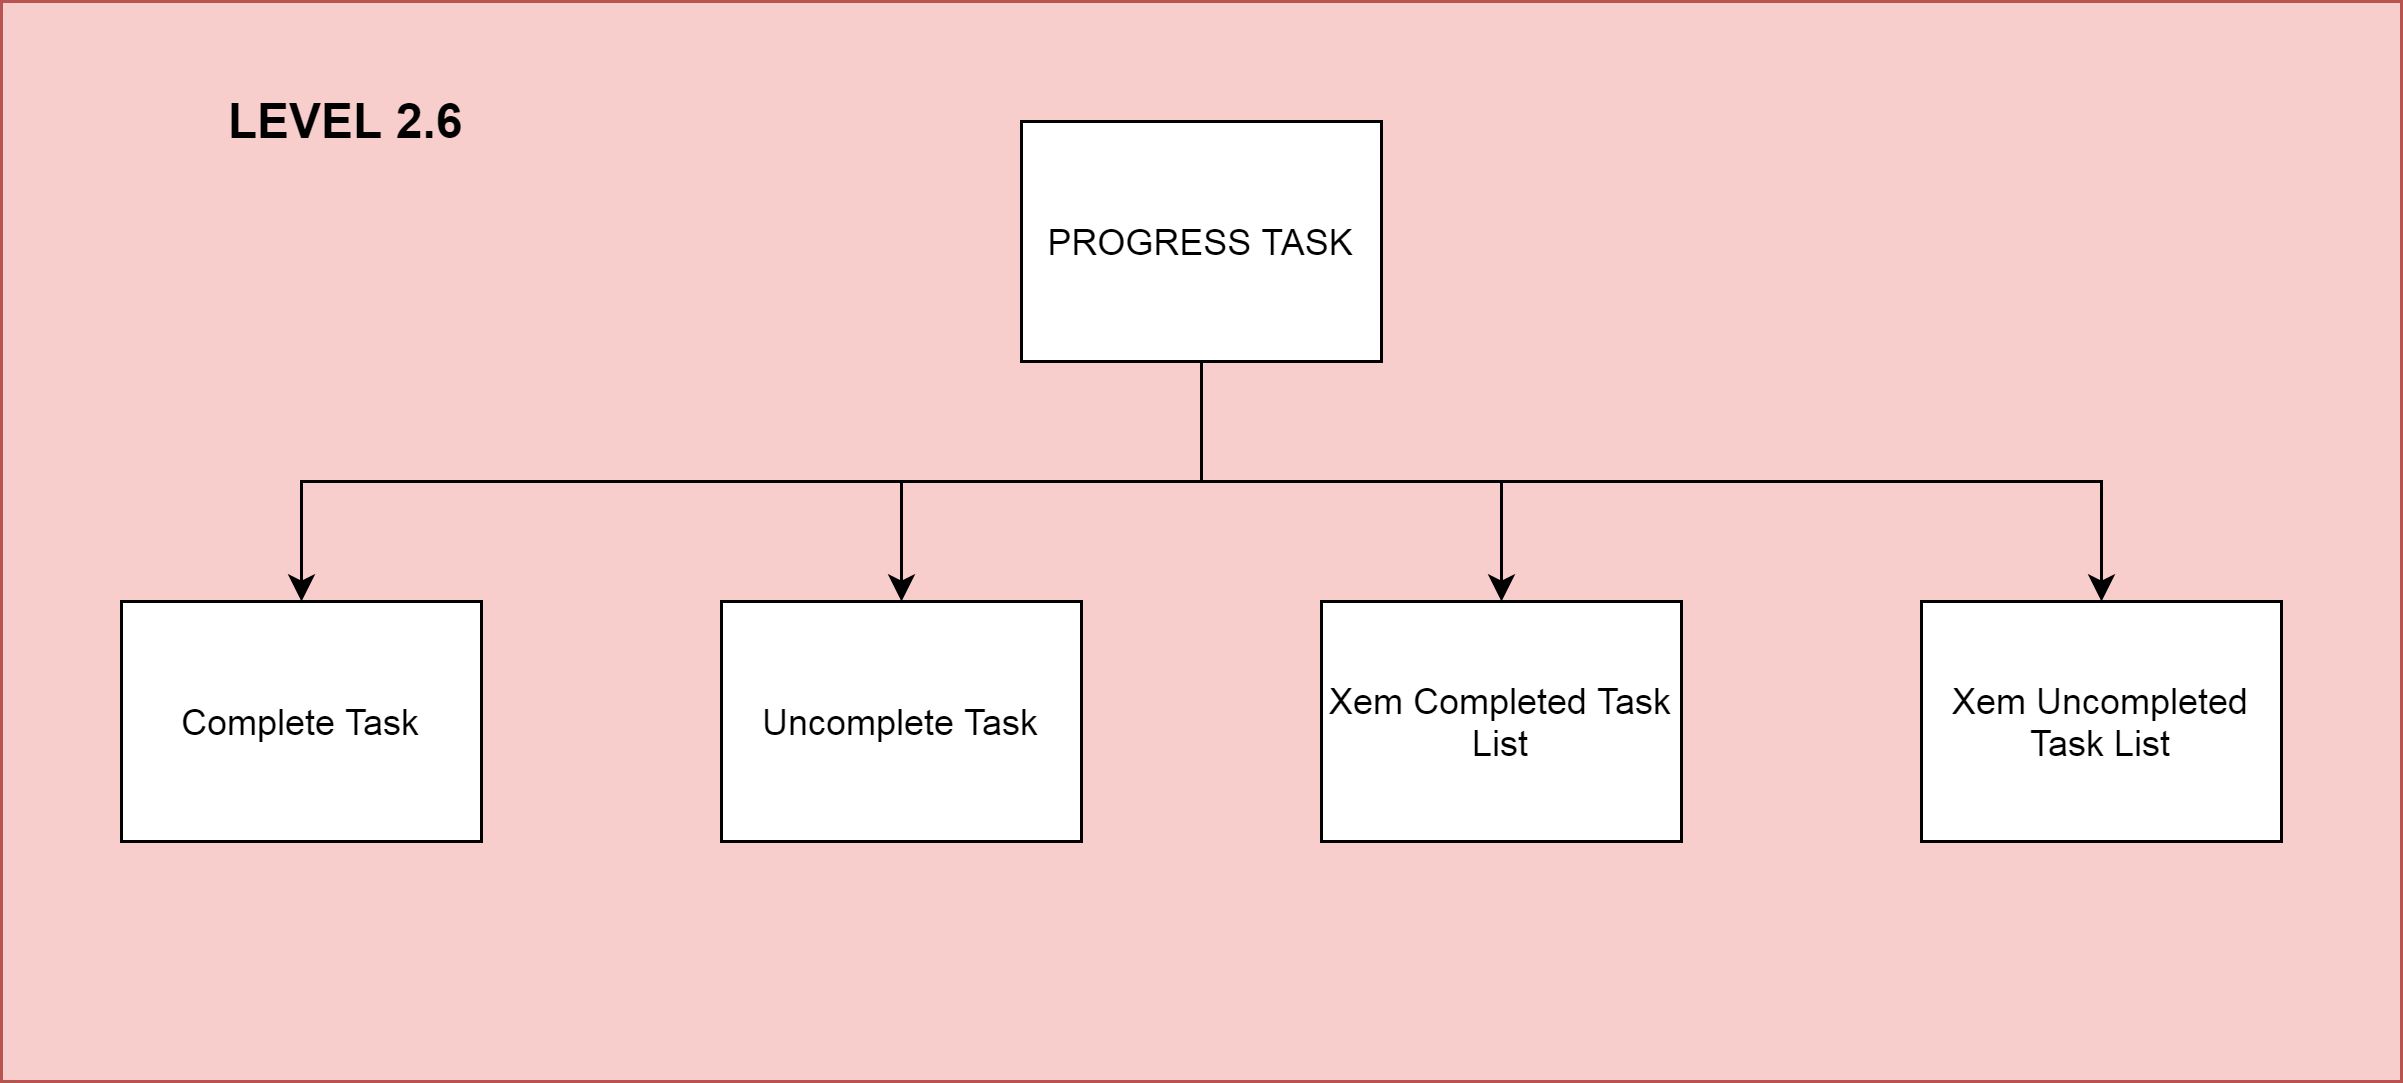 LEVEL 2.6
PROGRESS TASK
Complete Task
Uncomplete Task
Xem Completed Task
List
Xem Uncompleted
Task List